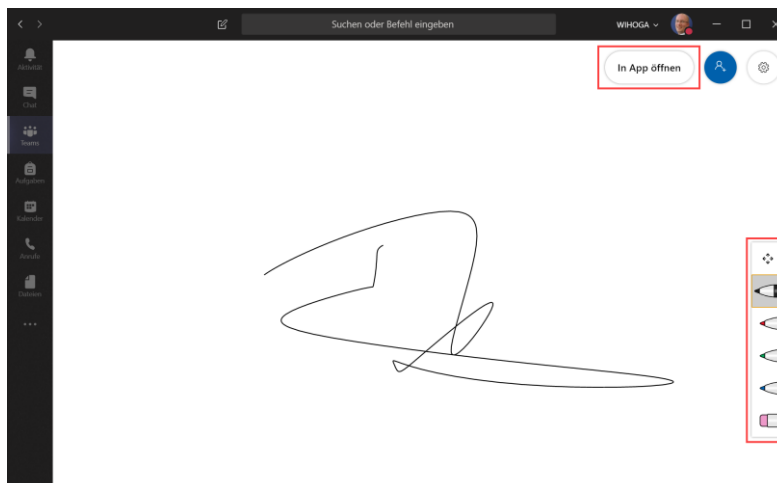 Suchen oder Befehl eingeben
WIHOGA
In App öffnen
Aktivität
Chat
Teams
Aufgaben
Kalender
Anrufe
Dateien